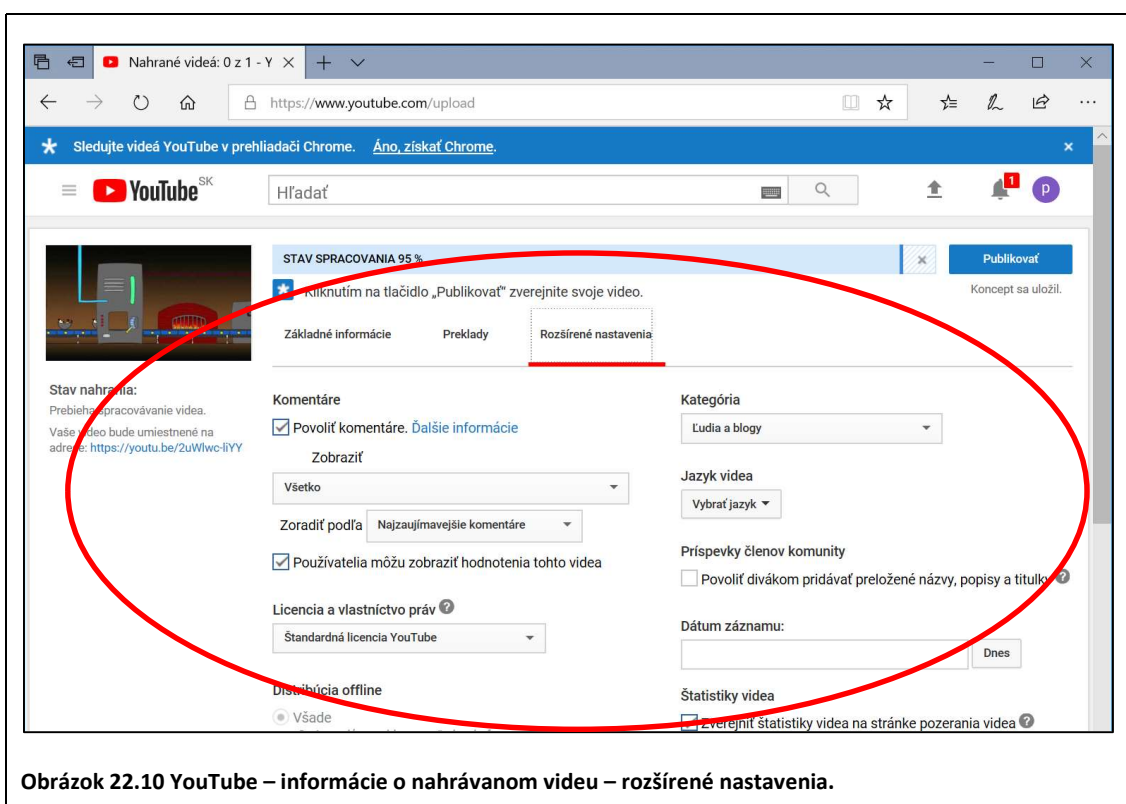 Nahrané videá: 0 z 1 - Y
https://www.youtube.com/upload
Sledujte videá YouTube v prehliadači Chrome. Áno, získať Chrome.
YouTube SK
Hľadať
1
p
STAV SPRACOVANIA 95 %
Publikovať
Kliknutím na tlačidlo „Publikovať" zverejnite svoje video.
Koncept sa uložil.
Základné informácie Preklady Rozšírené nastavenia
Stav nahrania:
Prebieha spracovávanie videa.
Vaše video bude umiestnené na
adrese: https://youtu.be/2uWlwc-liYY
Komentáre
Povoliť komentáre. Ďalšie informácie
Zobraziť
Všetko
Zoradiť podľa Najzaujímavejšie komentáre
Používatelia môžu zobraziť hodnotenia tohto videa
Licencia a vlastníctvo práv ?
Štandardná licencia YouTube
Distribúcia offline
Všade
Kategória
Ľudia a blogy
Jazyk videa
Vybrať jazyk
Príspevky členov komunity
Povoliť divákom pridávať preložené názvy, popisy a titulky ?
Dátum záznamu:
Dnes
Štatistiky videa
Zverejniť štatistiky videa na stránke pozerania videa ?
Obrázok 22.10 YouTube – informácie o nahrávanom videu – rozšírené nastavenia.